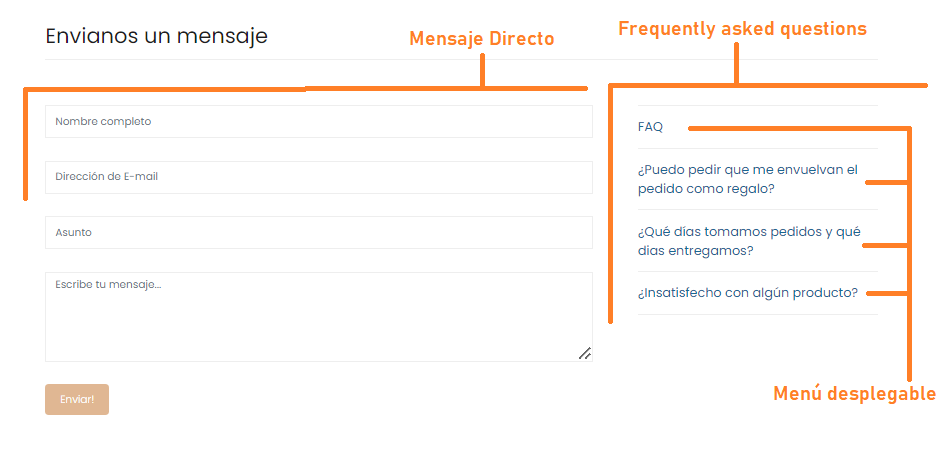 Envianos un mensaje
Mensaje Directo
Nombre completo
Dirección de E-mail
Asunto
Escribe tu mensaje...
Enviar!
Frequently asked questions
FAQ
¿Puedo pedir que me envuelvan el
pedido como regalo?
¿Qué días tomamos pedidos y qué
dias entregamos?
¿Insatisfecho con algún producto?
Menú desplegable